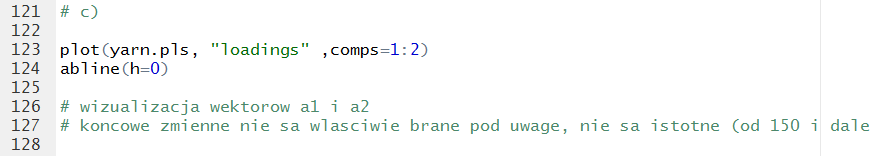 121 # c)
122
123 plot(yarn.pls, "loadings" ,comps=1:2)
124 abline(h=0)
125
126 # wizualizacja wektorow a1 i a2
127 # koncowe zmienne nie sa wlasciwie brane pod uwage, nie sa istotne (od 150 i dale
128